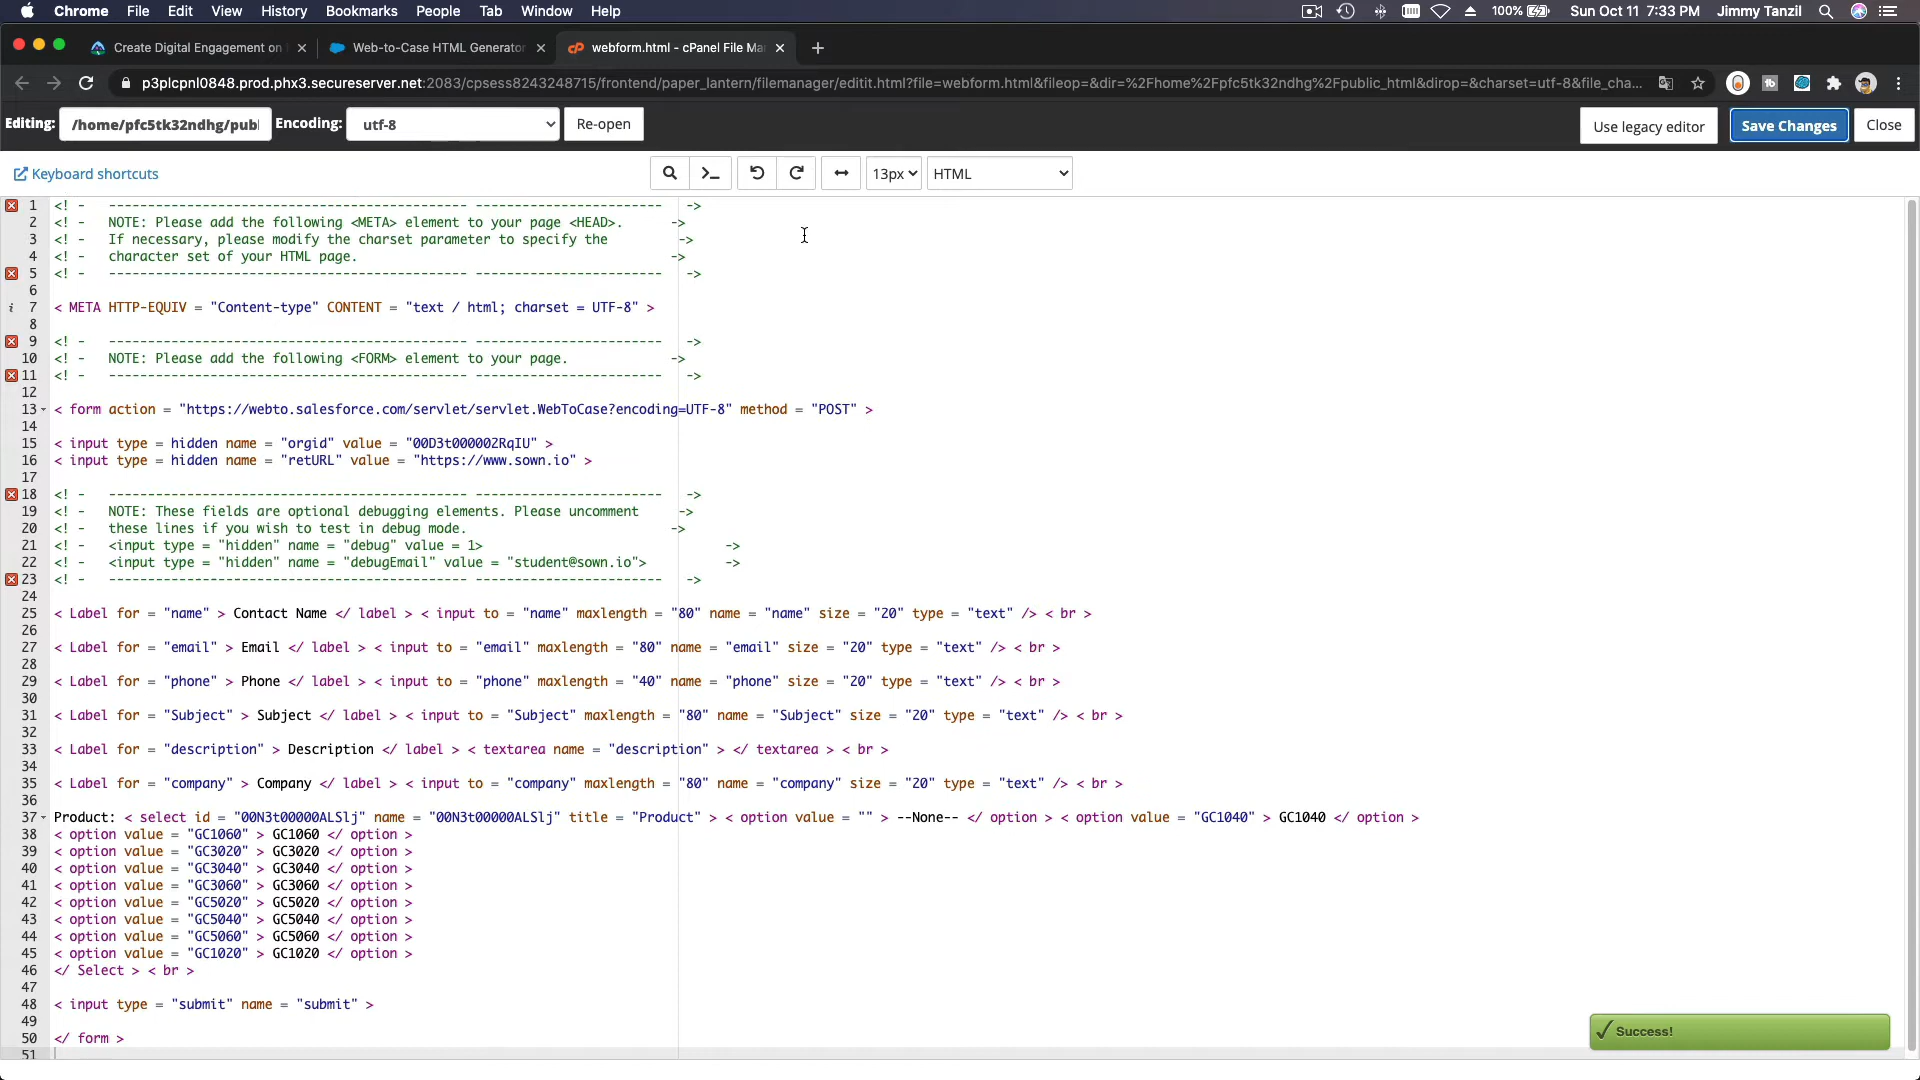 Chrome File Edit View History Bookmarks People Tab Window Help 100% Sun Oct 11 7:33 PM Jimmy Tanzil
Create Digital Engagement on Web-to-Case HTML Generator webform.html - cPanel File Ma
p3plcpnl0848.prod.phx3.secureserver.net:2083/cpsess8243248715/frontend/paper_lantern/filemanager/editit.html?file=webform.html&fileop=&dir=%2Fhome%2Fpfc5tk32ndhg%2Fpublic_html&dirop=&charset=utf-8&file_cha...
Editing: /home/pfc5tk32ndhg/publ Encoding: utf-8 Re-open Use legacy editor Save Changes Close
Keyboard shortcuts 13px HTML
1 <! - ---------------------------------------------- ------------------------ ->
2 <! - NOTE: Please add the following <META> element to your page <HEAD>. ->
3 <! - If necessary, please modify the charset parameter to specify the ->
4 <! - character set of your HTML page. ->
5 <! - ---------------------------------------------- ------------------------ ->
6
7 < META HTTP-EQUIV = "Content-type" CONTENT = "text / html; charset = UTF-8" >
8
9 <! - ---------------------------------------------- ------------------------ ->
10 <! - NOTE: Please add the following <FORM> element to your page. ->
11 <! - ---------------------------------------------- ------------------------ ->
12
13 < form action = "https://webto.salesforce.com/servlet/servlet.WebToCase?encoding=UTF-8" method = "POST" >
14
15 < input type = hidden name = "orgid" value = "00D3t000002RqIU" >
16 < input type = hidden name = "retURL" value = "https://www.sown.io" >
17
18 <! - ---------------------------------------------- ------------------------ ->
19 <! - NOTE: These fields are optional debugging elements. Please uncomment ->
20 <! - these lines if you wish to test in debug mode. ->
21 <! - <input type = "hidden" name = "debug" value = 1> ->
22 <! - <input type = "hidden" name = "debugEmail" value = "student@sown.io"> ->
23 <! - ---------------------------------------------- ------------------------ ->
24
25 < Label for = "name" > Contact Name </ label > < input to = "name" maxlength = "80" name = "name" size = "20" type = "text" /> < br >
26
27 < Label for = "email" > Email </ label > < input to = "email" maxlength = "80" name = "email" size = "20" type = "text" /> < br >
28
29 < Label for = "phone" > Phone </ label > < input to = "phone" maxlength = "40" name = "phone" size = "20" type = "text" /> < br >
30
31 < Label for = "Subject" > Subject </ label > < input to = "Subject" maxlength = "80" name = "Subject" size = "20" type = "text" /> < br >
32
33 < Label for = "description" > Description </ label > < textarea name = "description" > </ textarea > < br >
34
35 < Label for = "company" > Company </ label > < input to = "company" maxlength = "80" name = "company" size = "20" type = "text" /> < br >
36
37 Product: < select id = "00N3t00000ALSlj" name = "00N3t00000ALSlj" title = "Product" > < option value = "" > --None-- </ option > < option value = "GC1040" > GC1040 </ option >
38 < option value = "GC1060" > GC1060 </ option >
39 < option value = "GC3020" > GC3020 </ option >
40 < option value = "GC3040" > GC3040 </ option >
41 < option value = "GC3060" > GC3060 </ option >
42 < option value = "GC5020" > GC5020 </ option >
43 < option value = "GC5040" > GC5040 </ option >
44 < option value = "GC5060" > GC5060 </ option >
45 < option value = "GC1020" > GC1020 </ option >
46 </ Select > < br >
47
48 < input type = "submit" name = "submit" >
49
50 </ form >
51
Success!